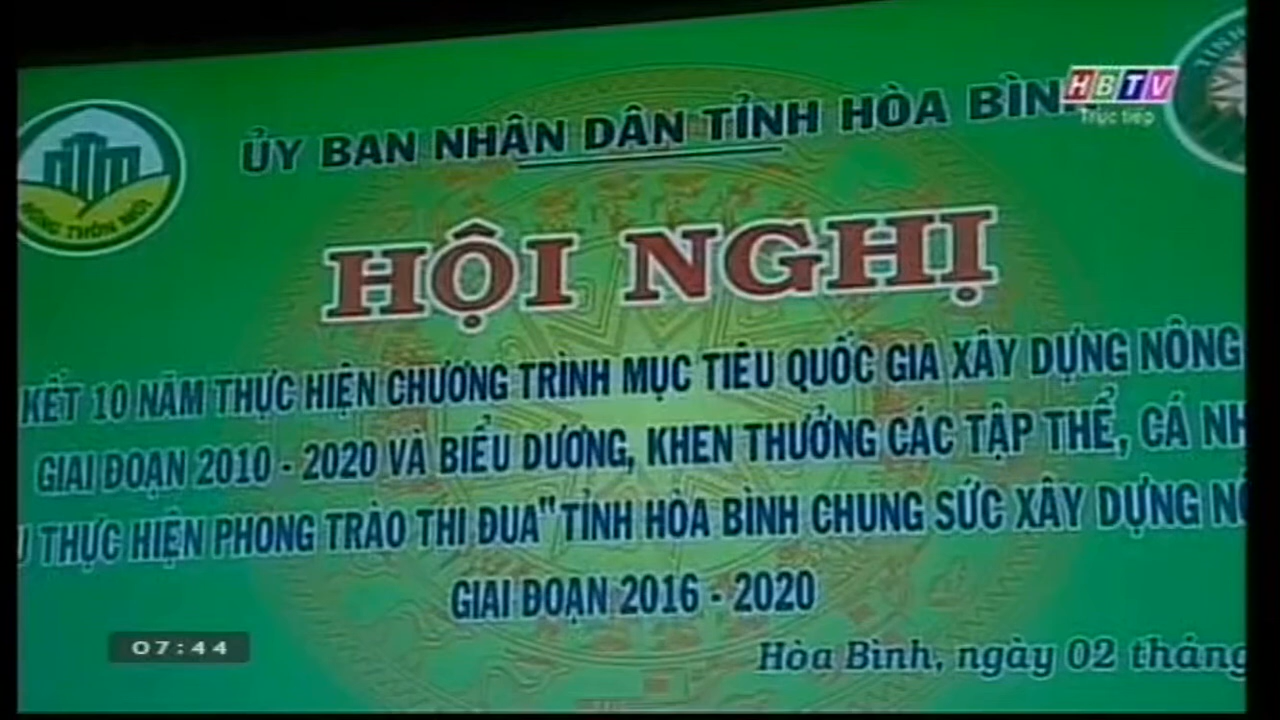 HBTV
Trực tiếp
ỦY BAN NHÂN DÂN TỈNH HÒA
NÔNG THÔN MỚI
HỘI NGHỊ
KẾT 10 NĂM THỰC HIỆN CHƯƠNG TRÌNH MỤC TIÊU QUỐC GIA XÂY DỰNG NÔNG
GIAI ĐOẠN 2010 - 2020 VÀ BIỂU DƯƠNG, KHEN THƯỞNG CÁC TẬP THỂ, CÁ
THỰC HIỆN PHONG TRÀO THI ĐUA "TỈNH HÒA BÌNH CHUNG SỨC XÂY DỰNG
GIAI ĐOẠN 2016 - 2020
Hòa Bình, ngày 02 tháng
07:44